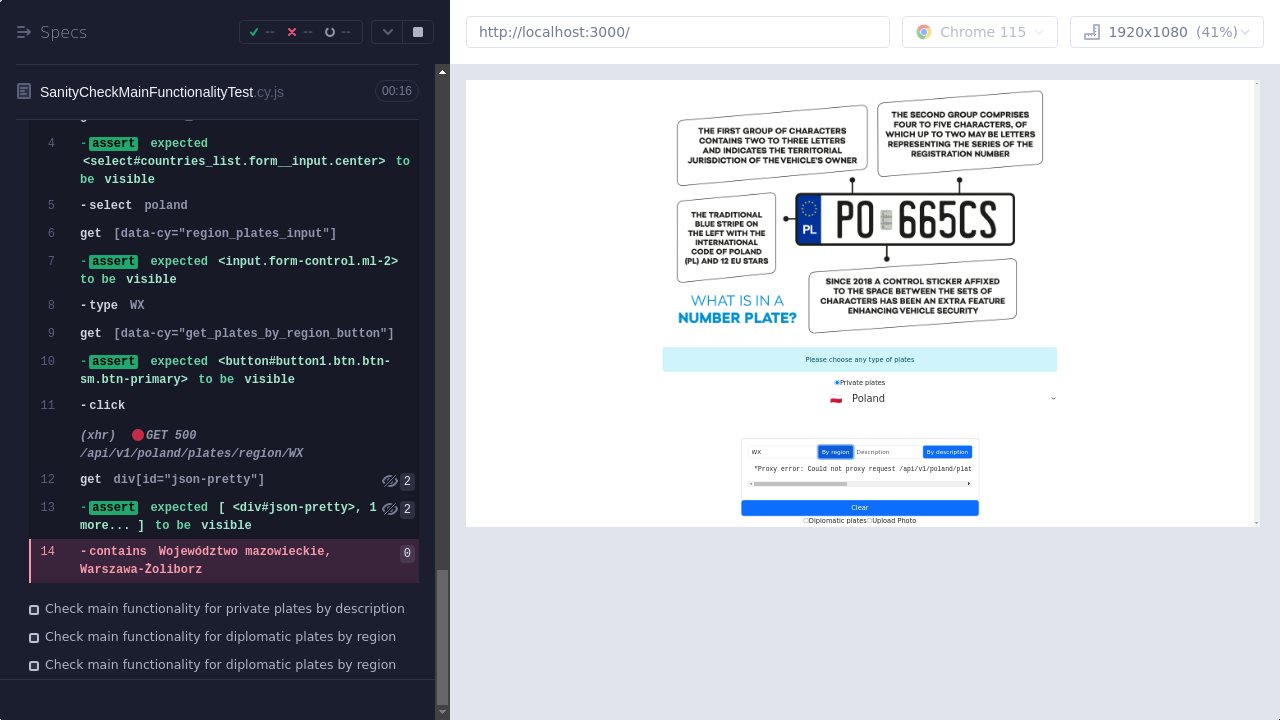 Specs
--
--
--
SanityCheckMainFunctionalityTest.cy.js
00:16
4
-assert expected
<select#countries_list.form__input.center> to
be visible
5
-select poland
6
get [data-cy="region_plates_input"]
7
-assert expected <input.form-control.ml-2>
to be visible
8
-type WX
9
get [data-cy="get_plates_by_region_button"]
10
-assert expected <button#button1.btn.btn-
sm.btn-primary> to be visible
11
-click
(xhr) GET 500
/api/v1/poland/plates/region/WX
12
get div[id="json-pretty"]
2
13
-assert expected [ <div#json-pretty>, 1
more... ] to be visible
2
14
-contains Województwo mazowieckie,
Warszawa-Żoliborz
0
Check main functionality for private plates by description
Check main functionality for diplomatic plates by region
Check main functionality for diplomatic plates by region
http://localhost:3000/
Chrome 115
1920x1080 (41%)
THE FIRST GROUP OF CHARACTERS
CONTAINS TWO TO THREE LETTERS
AND INDICATES THE TERRITORIAL
JURISDICTION OF THE VEHICLE'S OWNER
THE SECOND GROUP COMPRISES
FOUR TO FIVE CHARACTERS, OF
WHICH UP TO TWO MAY BE LETTERS
REPRESENTING THE SERIES OF THE
REGISTRATION NUMBER
THE TRADITIONAL
BLUE STRIPE ON
THE LEFT WITH THE
INTERNATIONAL
CODE OF POLAND
(PL) AND 12 EU STARS
PL
PO 665CS
SINCE 2018 A CONTROL STICKER AFFIXED
TO THE SPACE BETWEEN THE SETS OF
CHARACTERS HAS BEEN AN EXTRA FEATURE
ENHANCING VEHICLE SECURITY
WHAT IS IN A
NUMBER PLATE?
Please choose any type of plates
Private plates
Poland
WX
By region
Description
By description
"Proxy error: Could not proxy request /api/v1/poland/plat
Clear
Diplomatic plates
Upload Photo